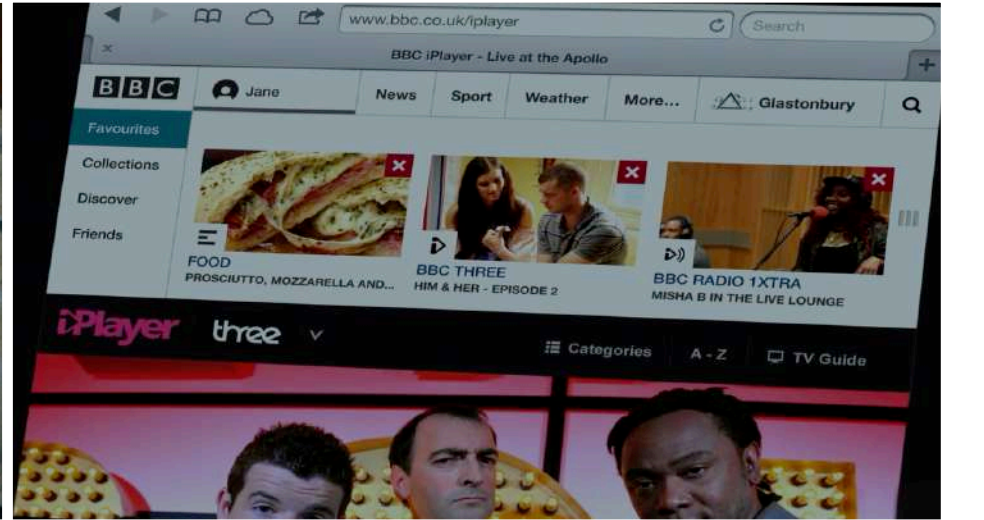 www.bbc.co.uk/iplayer
Search
BBC iPlayer - Live at the Apollo
BBC
Jane
News
Sport
Weather
More...
Glastonbury
Favourites
Collections
Discover
Friends
FOOD
PROSCIUTTO, MOZZARELLA AND...
BBC THREE
HIM & HER - EPISODE 2
BBC RADIO 1XTRA
MISHA B IN THE LIVE LOUNGE
iPlayer
three
Categories
A - Z
TV Guide